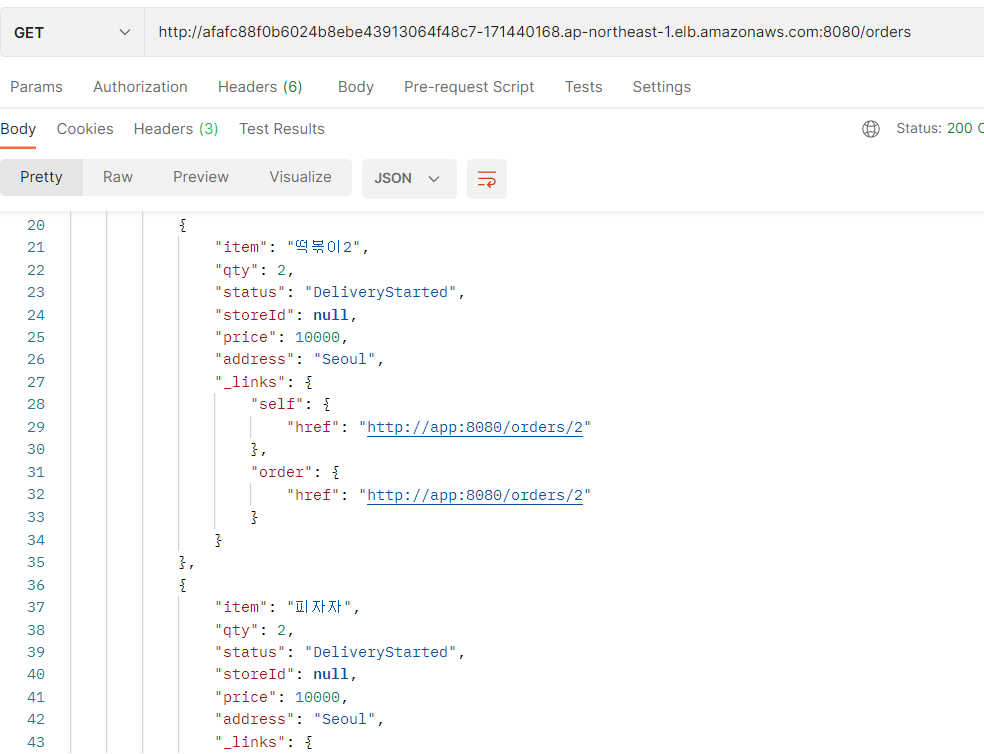 GET http://afafc88f0b6024b8ebe43913064f48c7-171440168.ap-northeast-1.elb.amazonaws.com:8080/orders
Params Authorization Headers (6) Body Pre-request Script Tests Settings
Body Cookies Headers (3) Test Results Status: 200
Pretty Raw Preview Visualize JSON
20 {
21 "item": "떡볶이2",
22 "qty": 2,
23 "status": "DeliveryStarted",
24 "storeId": null,
25 "price": 10000,
26 "address": "Seoul",
27 "_links": {
28 "self": {
29 "href": "http://app:8080/orders/2"
30 },
31 "order": {
32 "href": "http://app:8080/orders/2"
33 }
34 }
35 },
36 {
37 "item": "피자자",
38 "qty": 2,
39 "status": "DeliveryStarted",
40 "storeId": null,
41 "price": 10000,
42 "address": "Seoul",
43 "_links": {